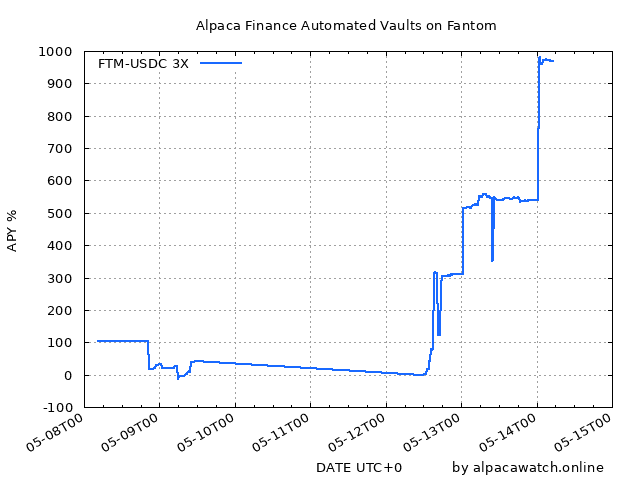 Alpaca Finance Automated Vaults on Fantom
FTM-USDC 3X
1000
900
800
700
600
500
400
300
200
100
0
-100
APY %
05-08T00
05-09T00
05-10T00
05-11T00
05-12T00
05-13T00
05-14T00
05-15T00
DATE UTC+0
by alpacawatch.online